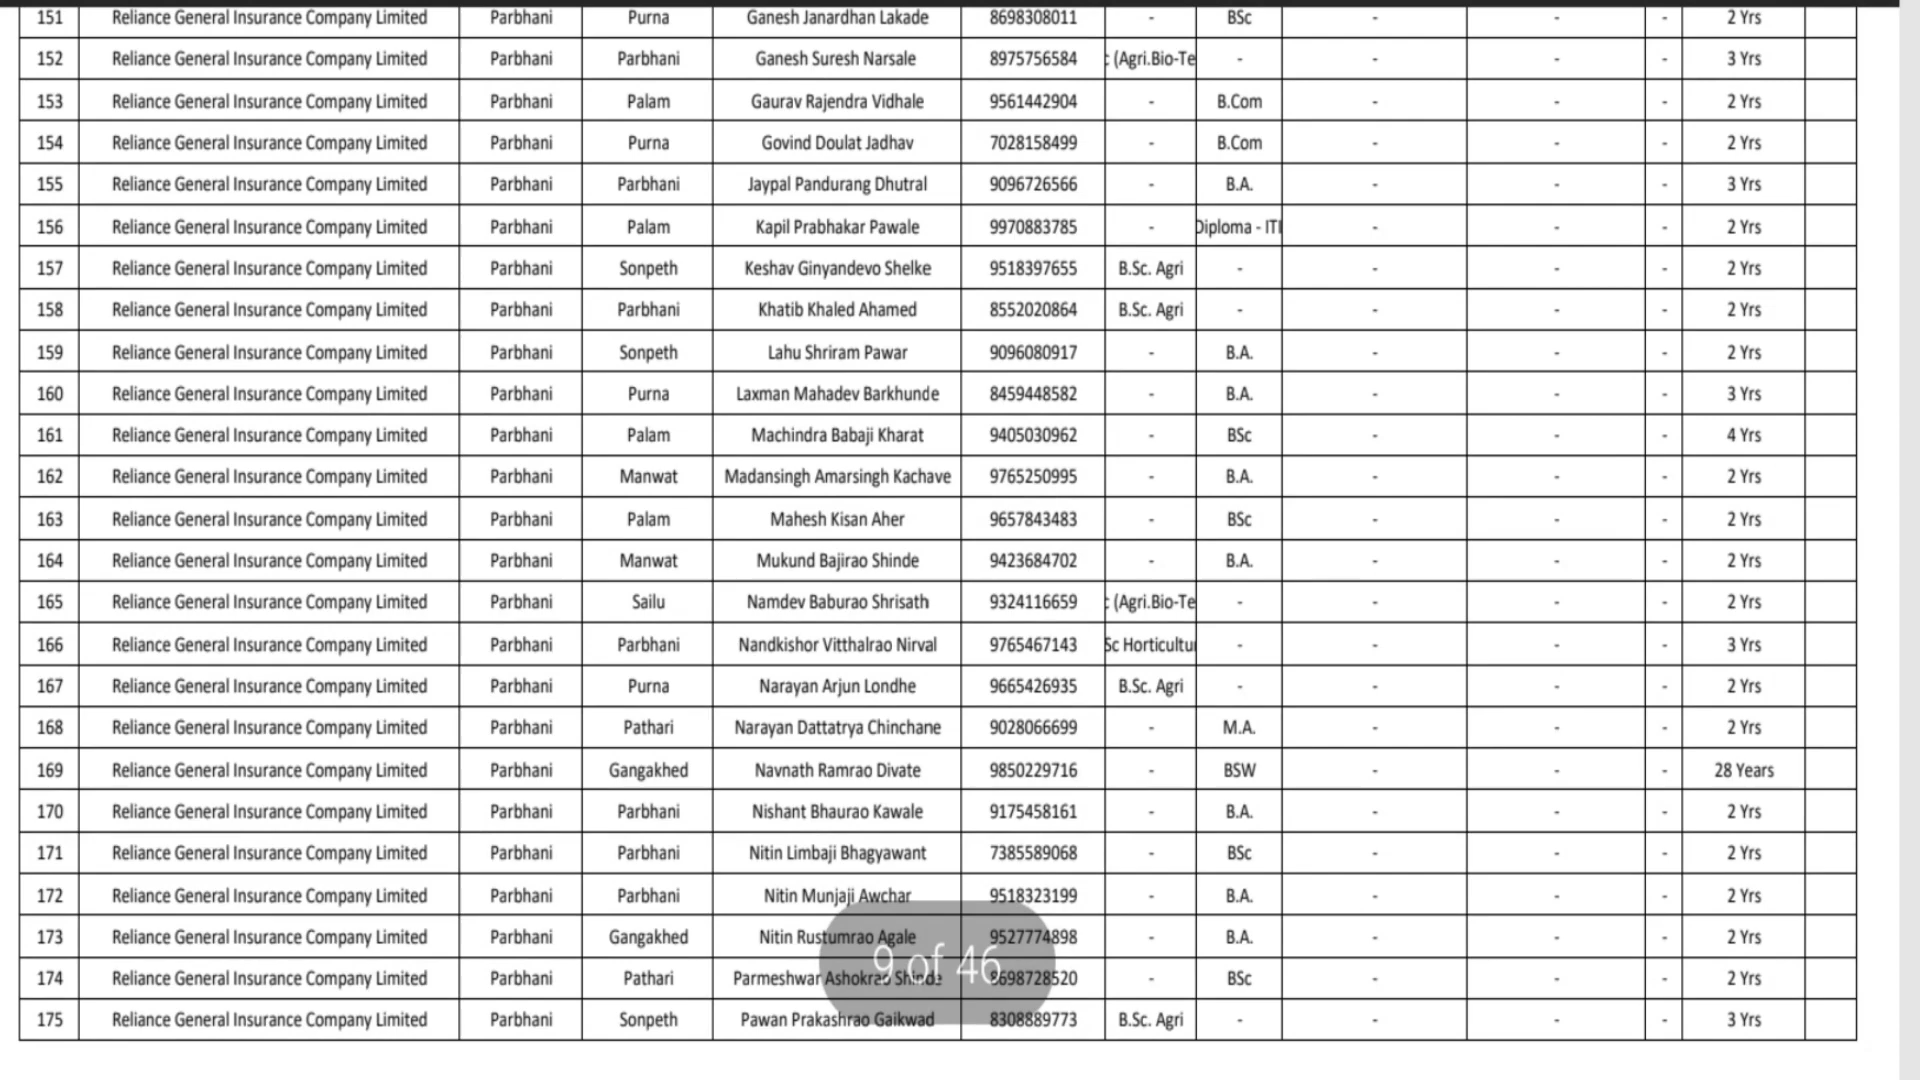 151 Reliance General Insurance Company Limited Parbhani Purna Ganesh Janardhan Lakade 8698308011 - BSc - - - 2 Yrs
152 Reliance General Insurance Company Limited Parbhani Parbhani Ganesh Suresh Narsale 8975756584 (Agri.Bio-Te - - - - 3 Yrs
153 Reliance General Insurance Company Limited Parbhani Palam Gaurav Rajendra Vidhale 9561442904 - B.Com - - - 2 Yrs
154 Reliance General Insurance Company Limited Parbhani Purna Govind Doulat Jadhav 7028158499 - B.Com - - - 2 Yrs
155 Reliance General Insurance Company Limited Parbhani Parbhani Jaypal Pandurang Dhutral 9096726566 - B.A. - - - 3 Yrs
156 Reliance General Insurance Company Limited Parbhani Palam Kapil Prabhakar Pawale 9970883785 - Diploma - ITI - - - 2 Yrs
157 Reliance General Insurance Company Limited Parbhani Sonpeth Keshav Ginyandevo Shelke 9518397655 B.Sc. Agri - - - - 2 Yrs
158 Reliance General Insurance Company Limited Parbhani Parbhani Khatib Khaled Ahamed 8552020864 B.Sc. Agri - - - - 2 Yrs
159 Reliance General Insurance Company Limited Parbhani Sonpeth Lahu Shriram Pawar 9096080917 - B.A. - - - 2 Yrs
160 Reliance General Insurance Company Limited Parbhani Purna Laxman Mahadev Barkhunde 8459448582 - B.A. - - - 3 Yrs
161 Reliance General Insurance Company Limited Parbhani Palam Machindra Babaji Kharat 9405030962 - BSc - - - 4 Yrs
162 Reliance General Insurance Company Limited Parbhani Manwat Madansingh Amarsingh Kachave 9765250995 - B.A. - - - 2 Yrs
163 Reliance General Insurance Company Limited Parbhani Palam Mahesh Kisan Aher 9657843483 - BSc - - - 2 Yrs
164 Reliance General Insurance Company Limited Parbhani Manwat Mukund Bajirao Shinde 9423684702 - B.A. - - - 2 Yrs
165 Reliance General Insurance Company Limited Parbhani Sailu Namdev Baburao Shrisath 9324116659 (Agri.Bio-Te - - - - 2 Yrs
166 Reliance General Insurance Company Limited Parbhani Parbhani Nandkishor Vitthalrao Nirval 9765467143 Sc Horticultu - - - - 3 Yrs
167 Reliance General Insurance Company Limited Parbhani Purna Narayan Arjun Londhe 9665426935 B.Sc. Agri - - - - 2 Yrs
168 Reliance General Insurance Company Limited Parbhani Pathari Narayan Dattatrya Chinchane 9028066699 - M.A. - - - 2 Yrs
169 Reliance General Insurance Company Limited Parbhani Gangakhed Navnath Ramrao Divate 9850229716 - BSW - - - 28 Years
170 Reliance General Insurance Company Limited Parbhani Parbhani Nishant Bhaurao Kawale 9175458161 - B.A. - - - 2 Yrs
171 Reliance General Insurance Company Limited Parbhani Parbhani Nitin Limbaji Bhagyawant 7385589068 - BSc - - - 2 Yrs
172 Reliance General Insurance Company Limited Parbhani Parbhani Nitin Munjaji Awchar 9518323199 - B.A. - - - 2 Yrs
173 Reliance General Insurance Company Limited Parbhani Gangakhed Nitin Rustumrao Agale 9527774898 - B.A. - - - 2 Yrs
9 of 46
174 Reliance General Insurance Company Limited Parbhani Pathari Parmeshwar Ashokrao Shinde 8698728520 - BSc - - - 2 Yrs
175 Reliance General Insurance Company Limited Parbhani Sonpeth Pawan Prakashrao Gaikwad 8308889773 B.Sc. Agri - - - - 3 Yrs